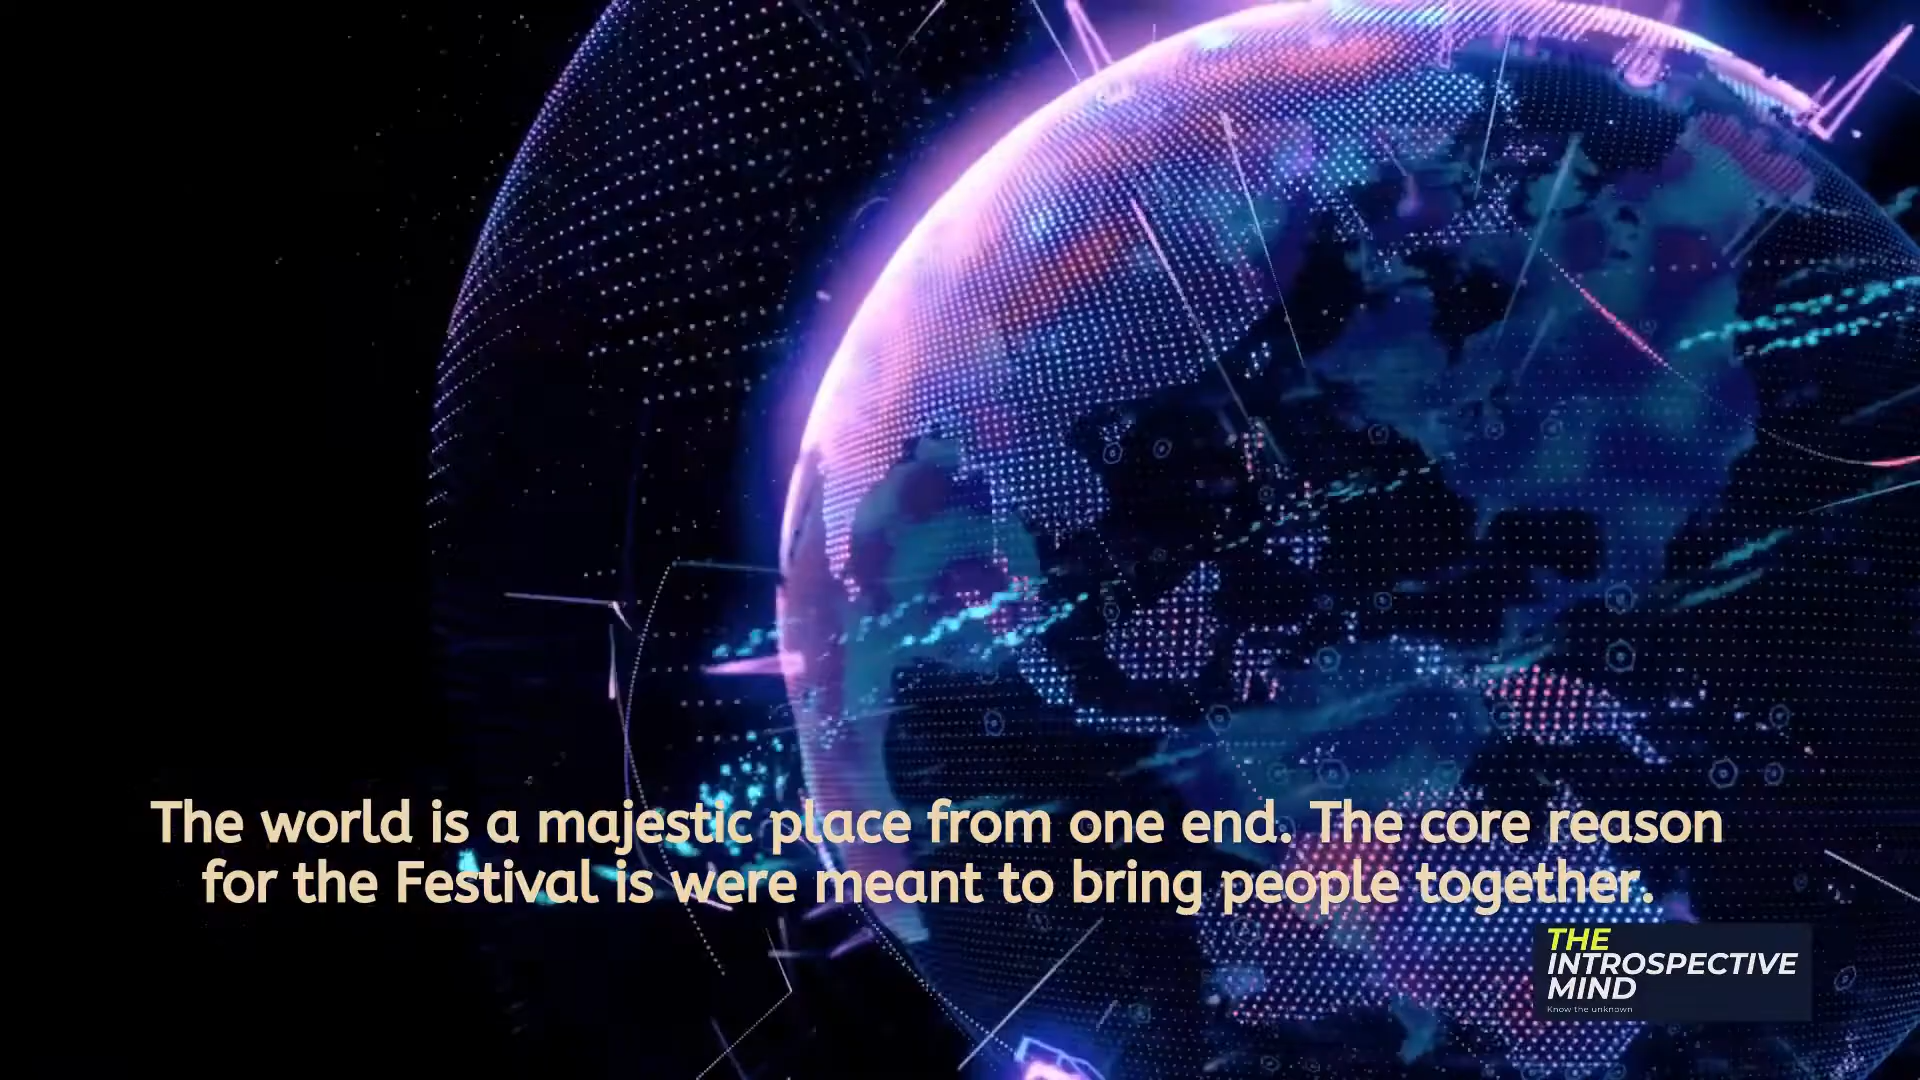 The world is a majestic place from one end. The core reason
for the Festival is were meant to bring people together.
THE
INTROSPECTIVE
MIND
Know the unknown